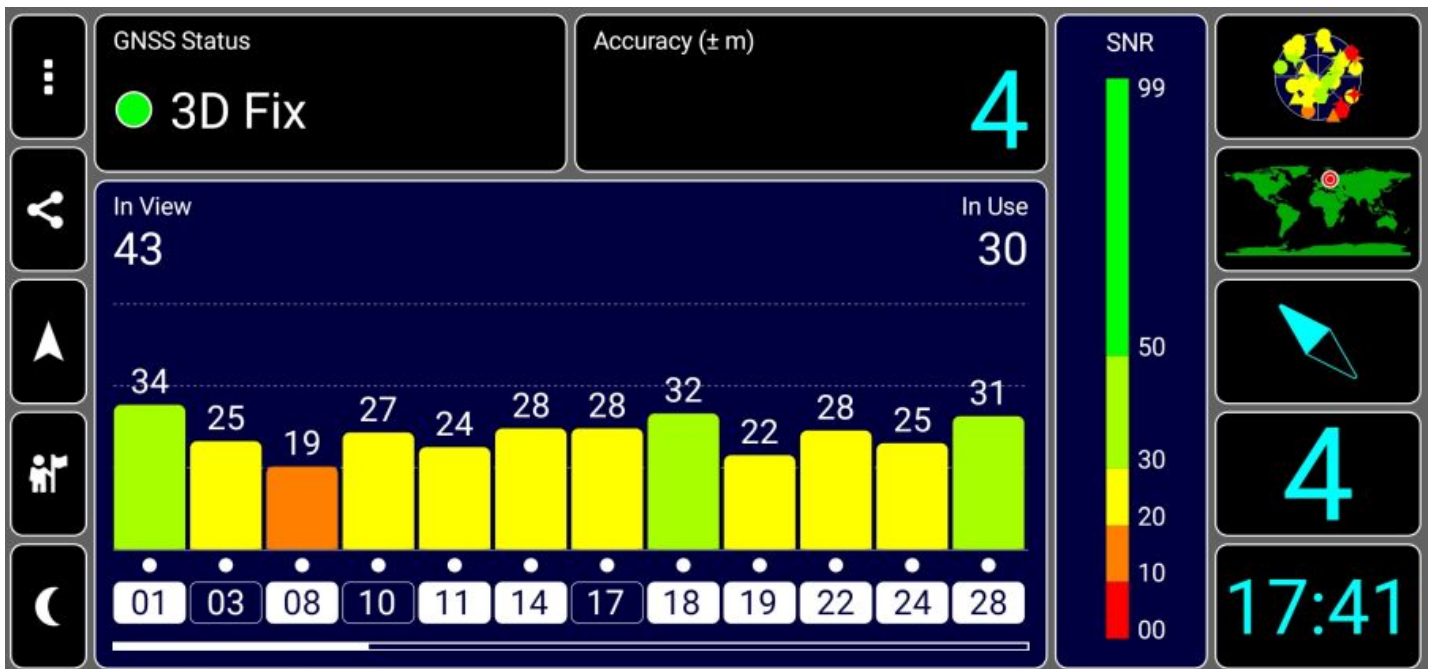 GNSS Status
3D Fix
Accuracy (± m)
4
SNR
99
50
30
20
10
00
In View
43
In Use
30
34 25 19 27 24 28 28 32 22 28 25 31
01 03 08 10 11 14 17 18 19 22 24 28
4
17:41